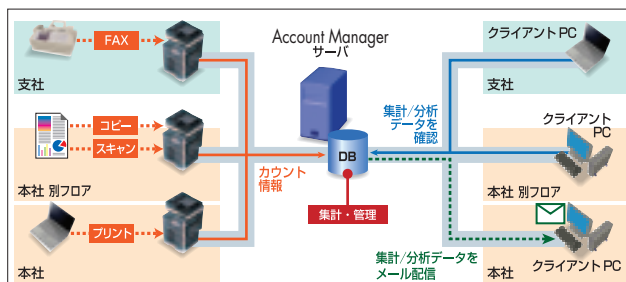 FAX
支社
Account Manager
サーバ
クライアントPC
支社
コピー
スキャン
本社 別フロア
カウント
情報
DB
集計・管理
集計/分析
データを
確認
クライアント
PC
本社 別フロア
プリント
本社
集計/分析データを
メール配信
クライアントPC
本社